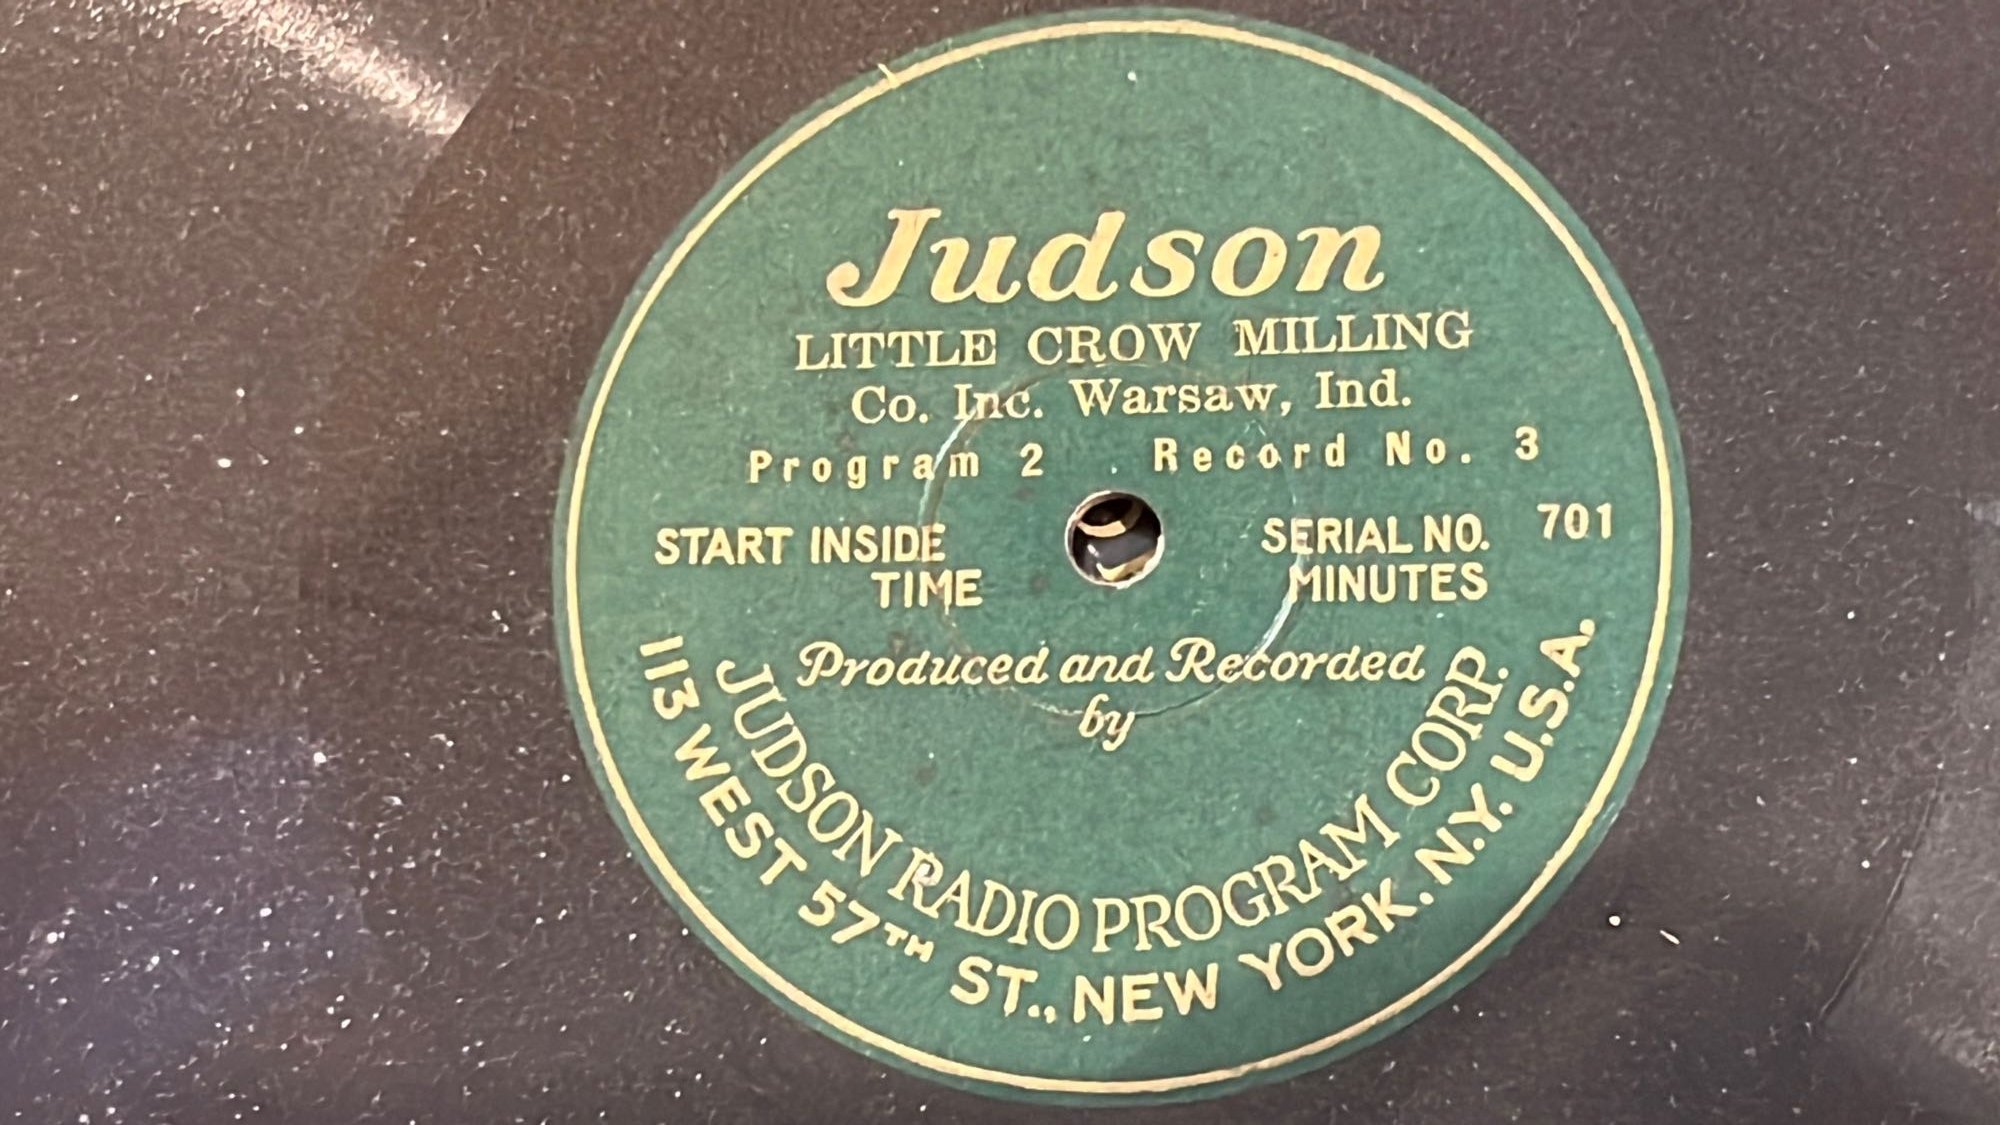 Judson
LITTLE CROW MILLING
Co. Inc. Warsaw, Ind.
Program 2 Record No. 3
START INSIDE SERIAL NO. 701
TIME MINUTES
Produced and Recorded
by
JUDSON RADIO PROGRAM CORP.
113 WEST 57TH ST., NEW YORK. N.Y. U.S.A.